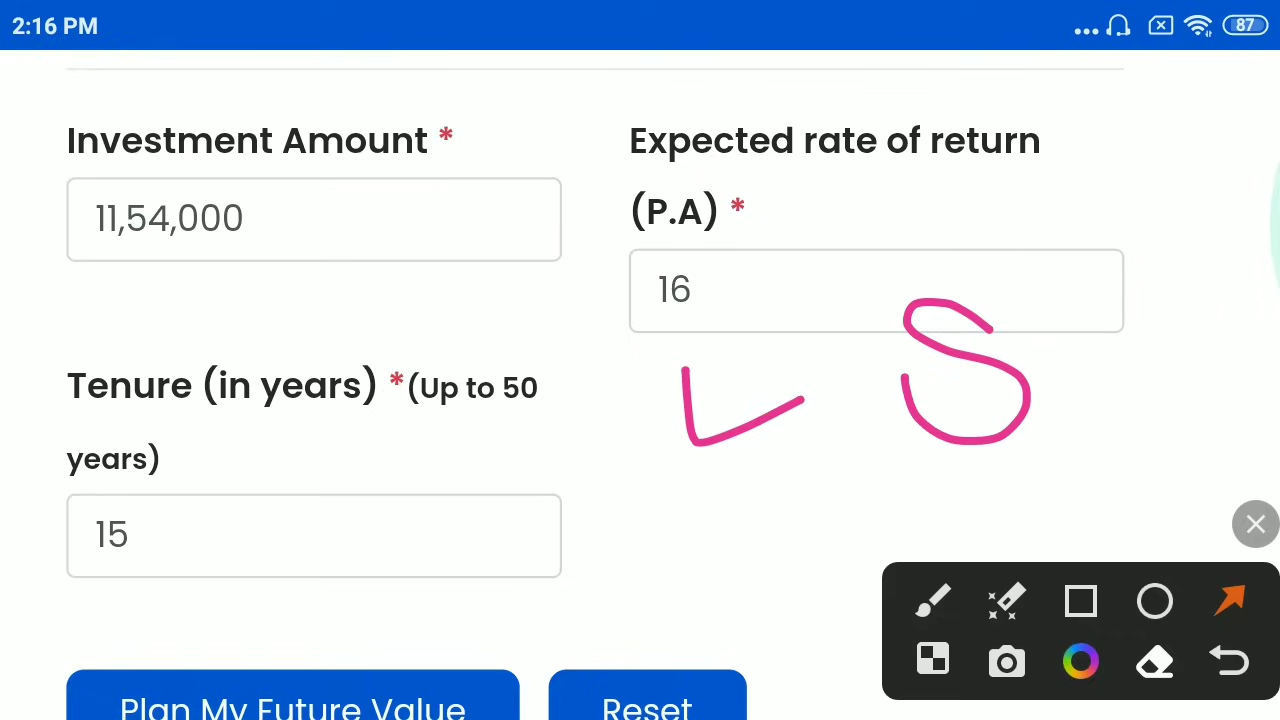 2:16 PM
87
Investment Amount *
11,54,000
Expected rate of return
(P.A) *
16
L S
Tenure (in years) *(Up to 50
years)
15
Plan My Future Value
Reset